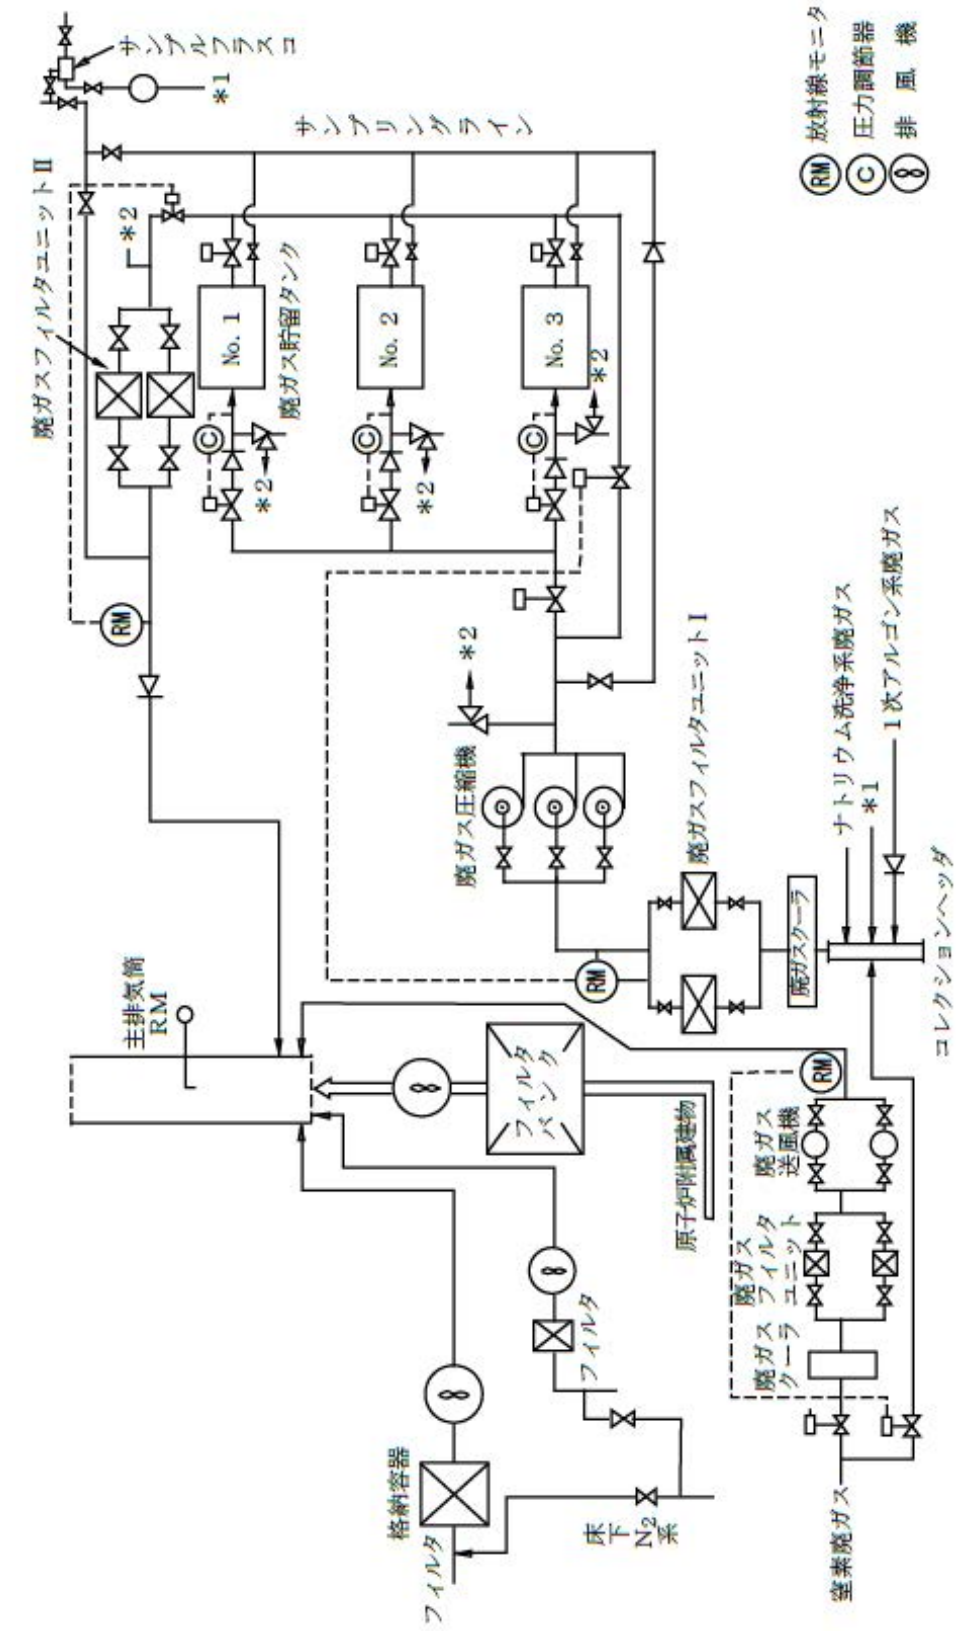 サンプルフラスコ
*1
サンプリングライン
廃ガスフィルタユニットⅡ
*2
No. 1
No. 2
No. 3
廃ガス貯留タンク
C
C
C
*2
*2
*2
RM
主排気筒
RM
*2
廃ガス圧縮機
廃ガスフィルタユニットⅠ
RM
廃ガスクーラ
ナトリウム洗浄系廃ガス
*1
1次アルゴン系廃ガス
コレクションヘッダ
フィルタ
バンク
原子炉附属建物
RM
廃ガス
送風機
廃ガス
フィルタ
ユニット
廃ガス
クーラ
窒素廃ガス
格納容器
フィルタ
フィルタ
床下N₂系
RM 放射線モニタ
C 圧力調節器
排風機